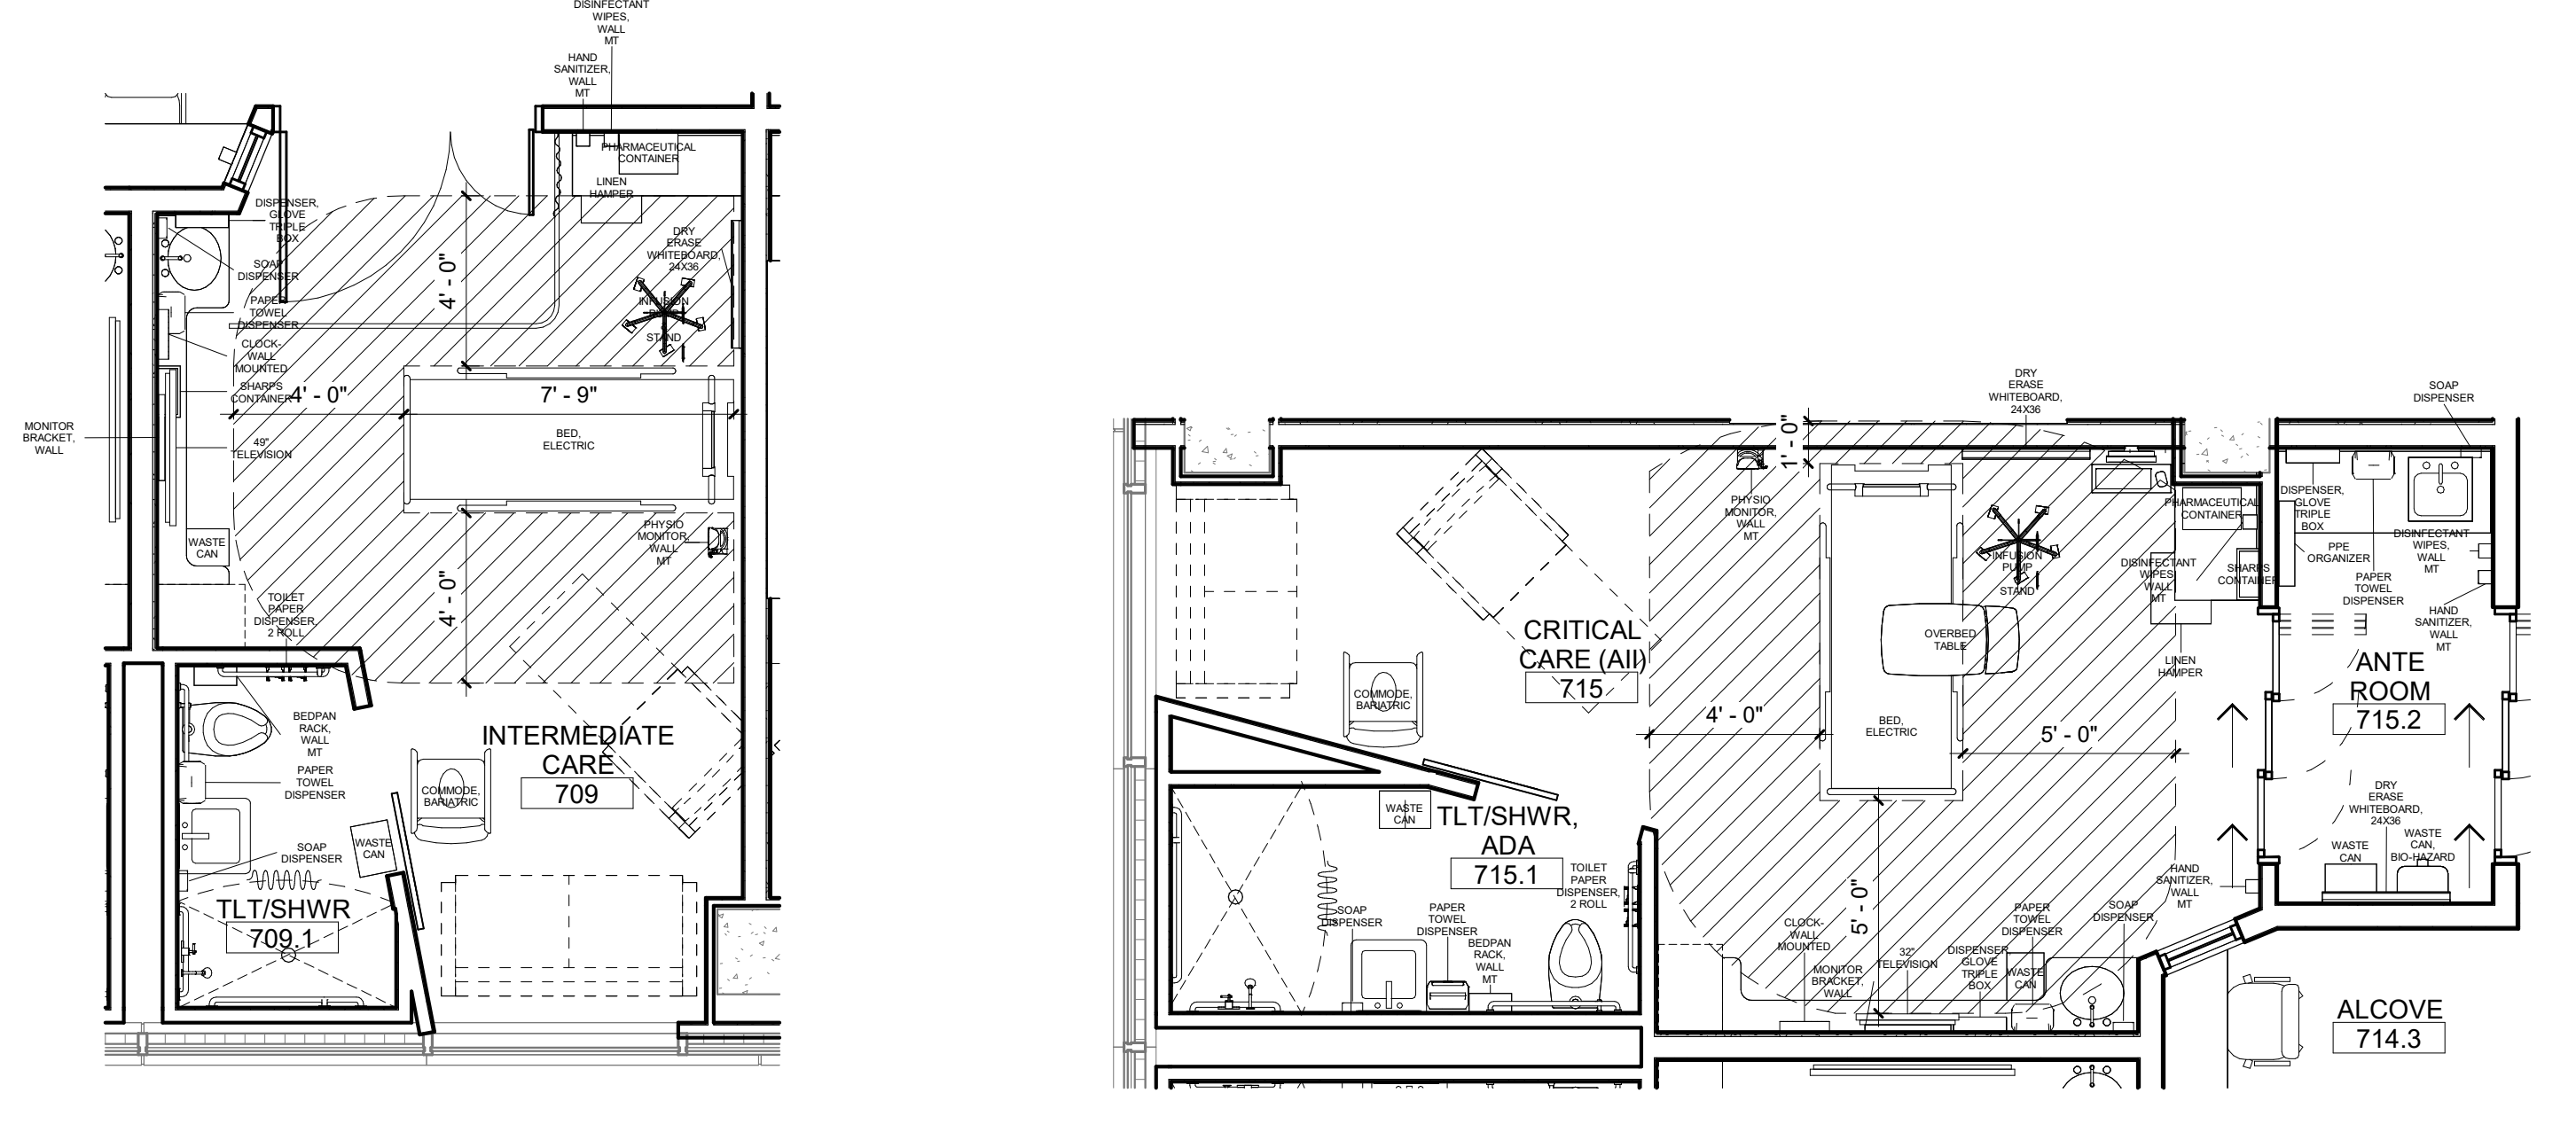 DISINFECTANT
WIPES,
WALL
MT
HAND
SANITIZER,
WALL
MT
PHARMACEUTICAL
CONTAINER
LINEN
HAMPER
DISPENSER,
GLOVE
TRIPLE
BOX
DRY
ERASE
WHITEBOARD,
24X36
SOAP
DISPENSER
4' - 0"
PAPER
TOWEL
DISPENSER
INFUSION
PUMP
STAND
CLOCK-
WALL
MOUNTED
SHARPS
CONTAINER
4' - 0"
7' - 9"
MONITOR
BRACKET,
WALL
49"
TELEVISION
BED,
ELECTRIC
WASTE
CAN
PHYSIO
MONITOR,
WALL
MT
4' - 0"
TOILET
PAPER
DISPENSER,
2 ROLL
BEDPAN
RACK,
WALL
MT
INTERMEDIATE
CARE
709
PAPER
TOWEL
DISPENSER
COMMODE,
BARIATRIC
SOAP
DISPENSER
WASTE
CAN
TLT/SHWR
709.1
DRY
ERASE
WHITEBOARD,
24X36
SOAP
DISPENSER
1' - 0"
PHYSIO
MONITOR,
WALL
MT
PHARMACEUTICAL
CONTAINER
DISPENSER,
GLOVE
TRIPLE
BOX
INFUSION
PUMP
STAND
DISINFECTANT
WIPES,
WALL
MT
SHARPS
CONTAINER
PPE
ORGANIZER
PAPER
TOWEL
DISPENSER
DISINFECTANT
WIPES,
WALL
MT
HAND
SANITIZER,
WALL
MT
CRITICAL
CARE (AII)
715
OVERBED
TABLE
LINEN
HAMPER
ANTE
ROOM
715.2
COMMODE,
BARIATRIC
4' - 0"
BED,
ELECTRIC
5' - 0"
WASTE
CAN
TLT/SHWR,
ADA
715.1
DRY
ERASE
WHITEBOARD,
24X36
WASTE
CAN
WASTE
CAN,
BIO-HAZARD
TOILET
PAPER
DISPENSER,
2 ROLL
5' - 0"
HAND
SANITIZER,
WALL
MT
SOAP
DISPENSER
PAPER
TOWEL
DISPENSER
BEDPAN
RACK,
WALL
MT
CLOCK-
WALL
MOUNTED
MONITOR
BRACKET,
WALL
32"
TELEVISION
DISPENSER,
GLOVE
TRIPLE
BOX
PAPER
TOWEL
DISPENSER
WASTE
CAN
SOAP
DISPENSER
ALCOVE
714.3